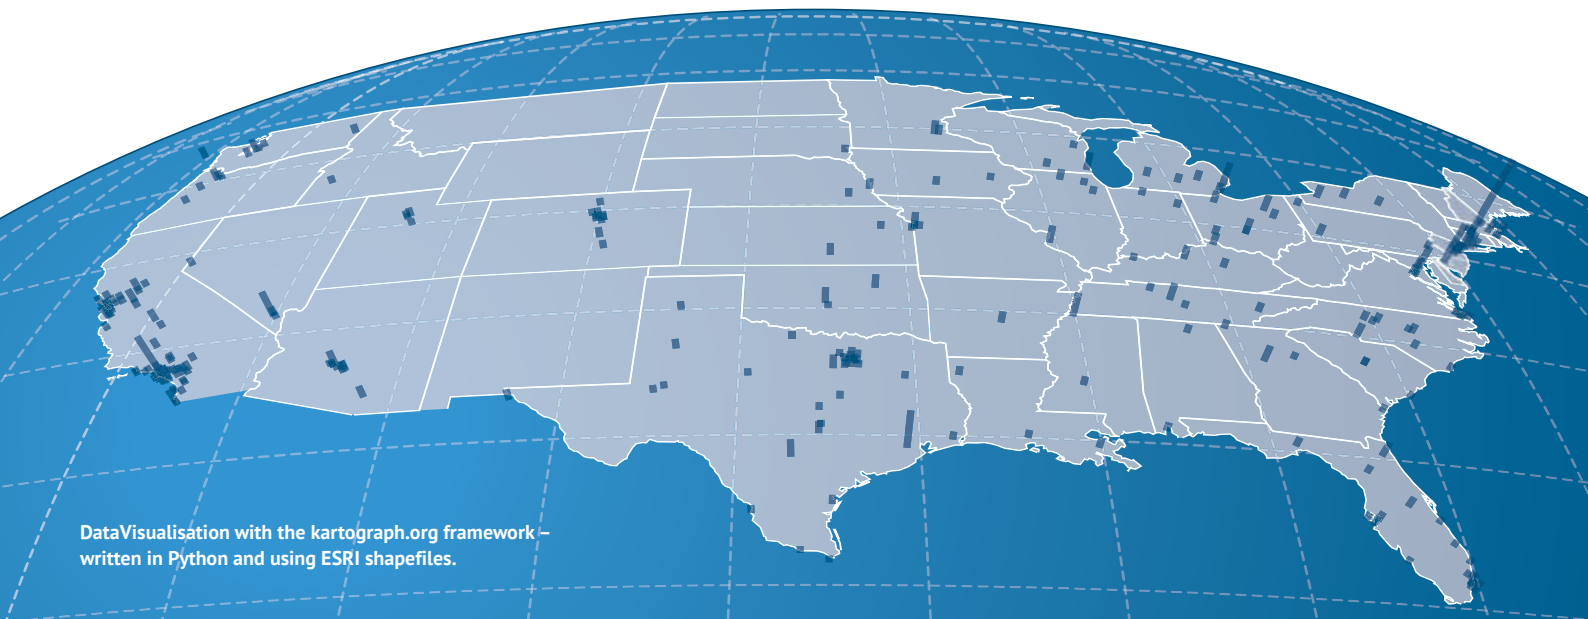 DataVisualisation with the kartograph.org framework –
written in Python and using ESRI shapefiles.